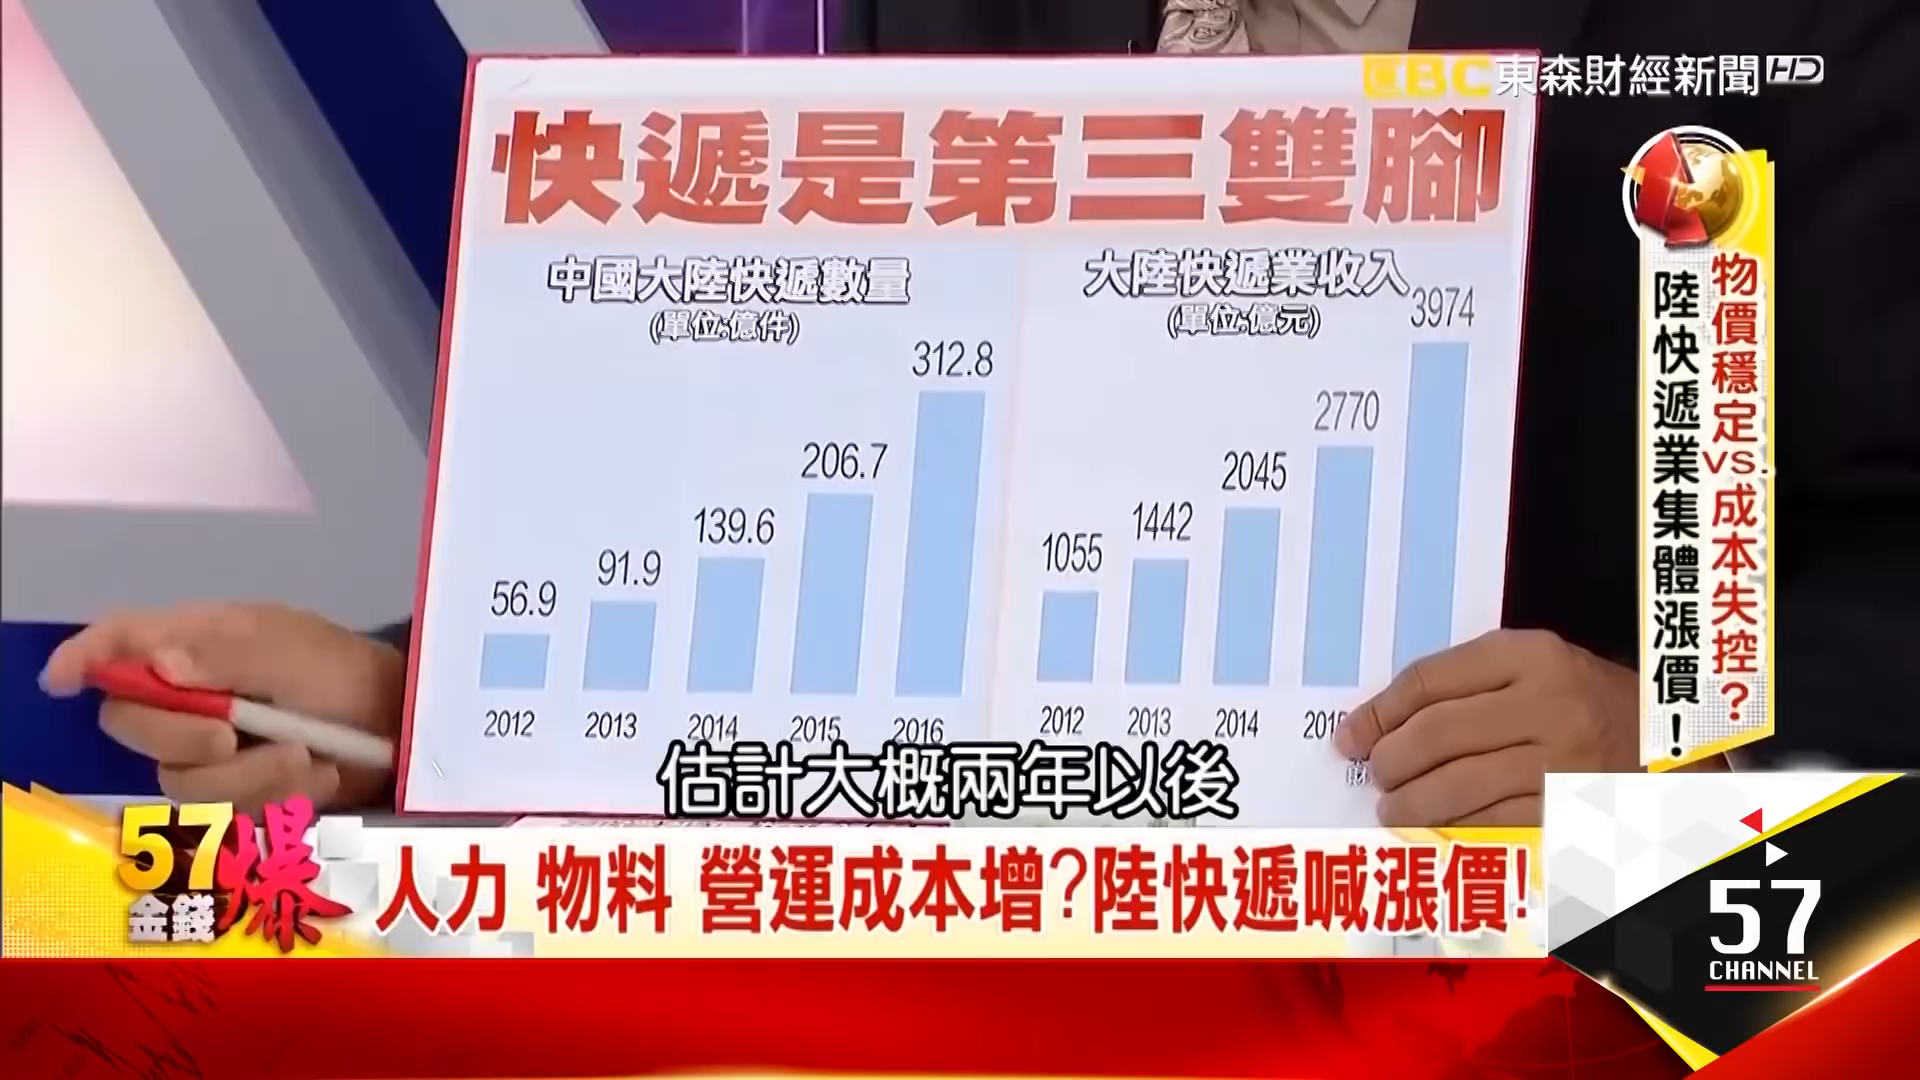 EBC東森財經新聞HD
快遞是第三雙腳
中國大陸快遞數量
(單位:億件)
312.8
206.7
139.6
91.9
56.9
2012 2013 2014 2015 2016
大陸快遞業收入
(單位:億元)
3974
2770
2045
1442
1055
2012 2013 2014
物價穩定vs.成本失控?
陸快遞業集體漲價!
估計大概兩年以後
57
金錢
爆
人力 物料 營運成本增?陸快遞喊漲價!
57
CHANNEL